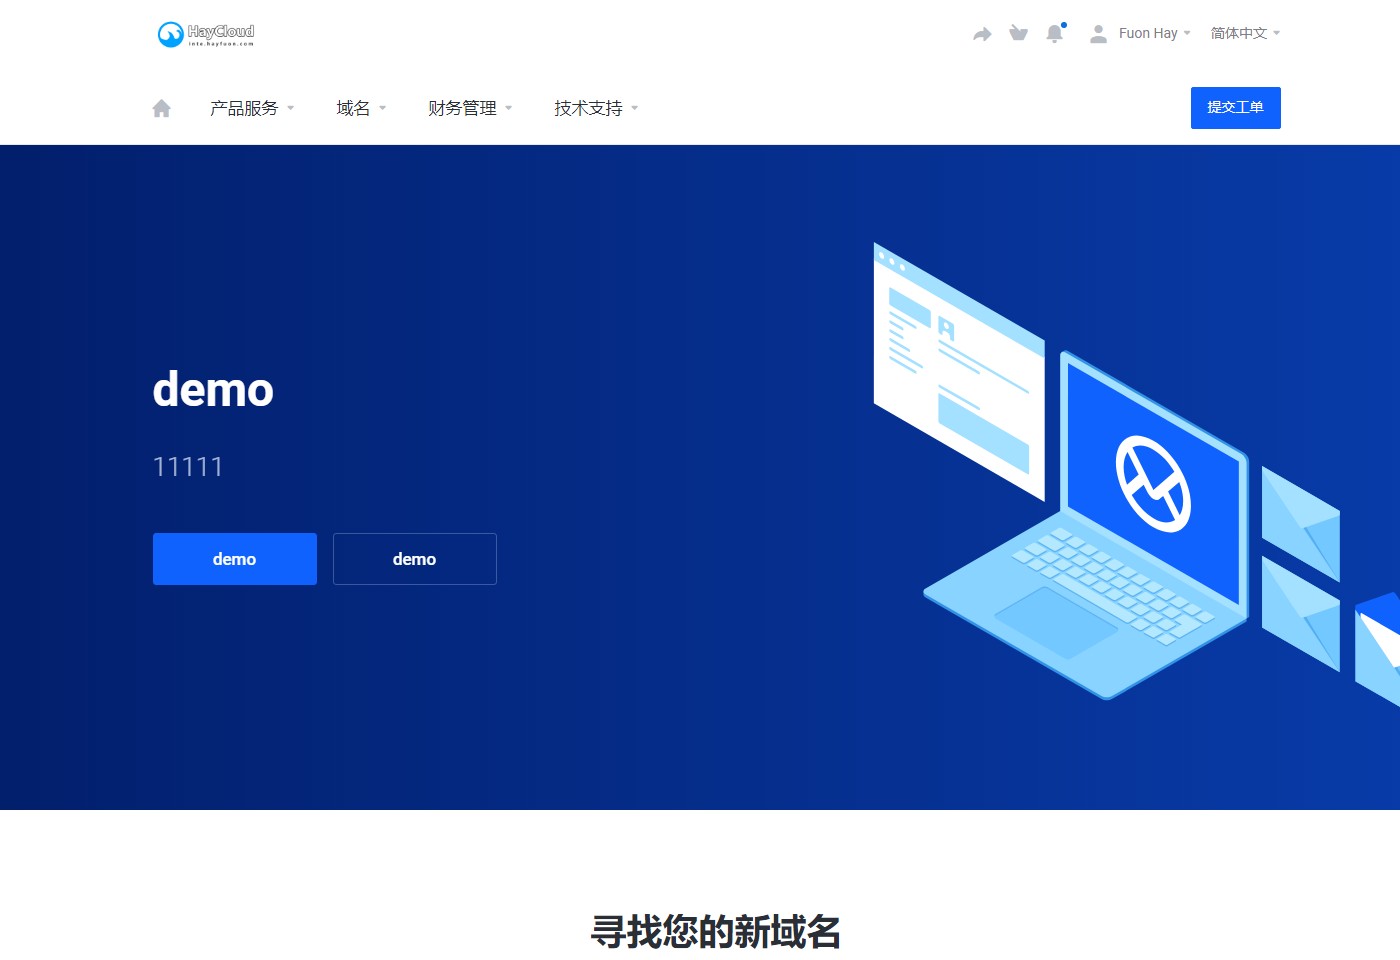 HayCloud
inte.hayfuon.com
Fuon Hay
简体中文
产品服务
域名
财务管理
技术支持
提交工单
demo
11111
demo
demo
寻找您的新域名